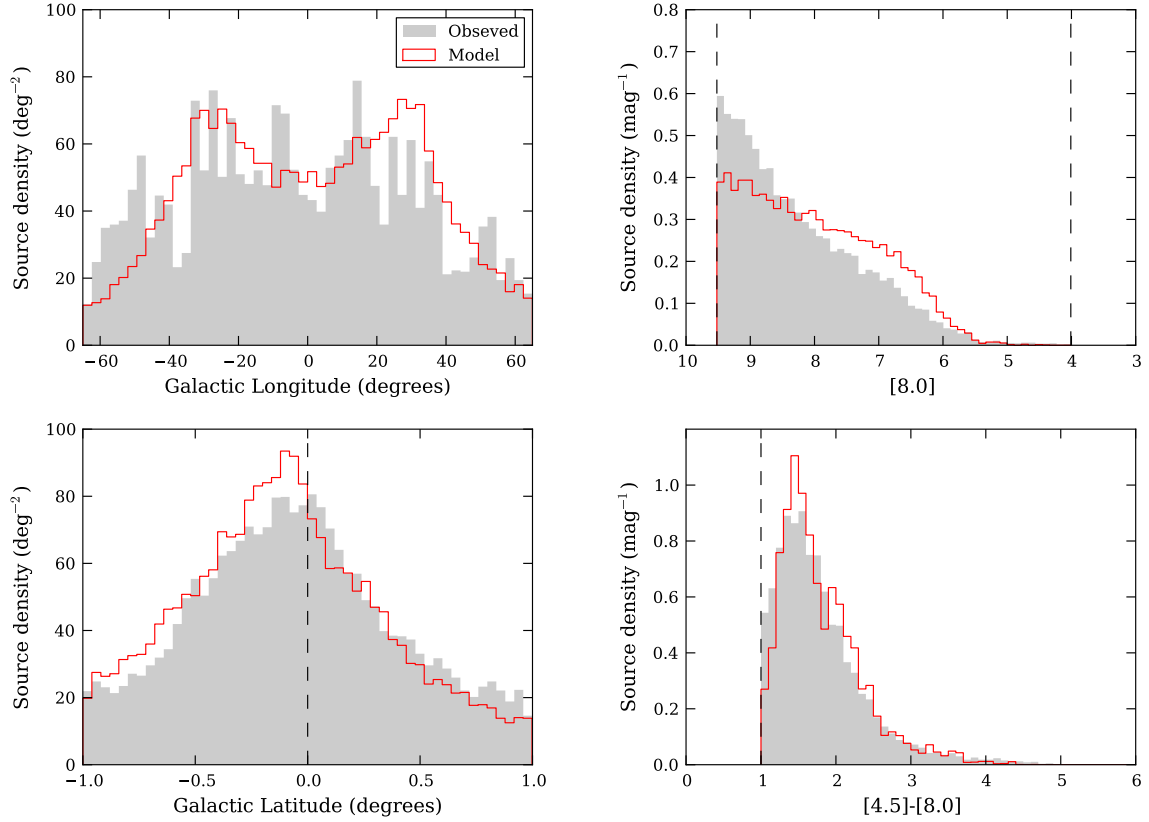 100
80
60
40
20
0
Source density (deg⁻²)
Obseved
Model
−60 −40 −20 0 20 40 60
Galactic Longitude (degrees)
0.8
0.7
0.6
0.5
0.4
0.3
0.2
0.1
0.0
Source density (mag⁻¹)
10 9 8 7 6 5 4 3
[8.0]
100
80
60
40
20
0
Source density (deg⁻²)
−1.0 −0.5 0.0 0.5 1.0
Galactic Latitude (degrees)
1.0
0.8
0.6
0.4
0.2
0.0
Source density (mag⁻¹)
0 1 2 3 4 5 6
[4.5]-[8.0]